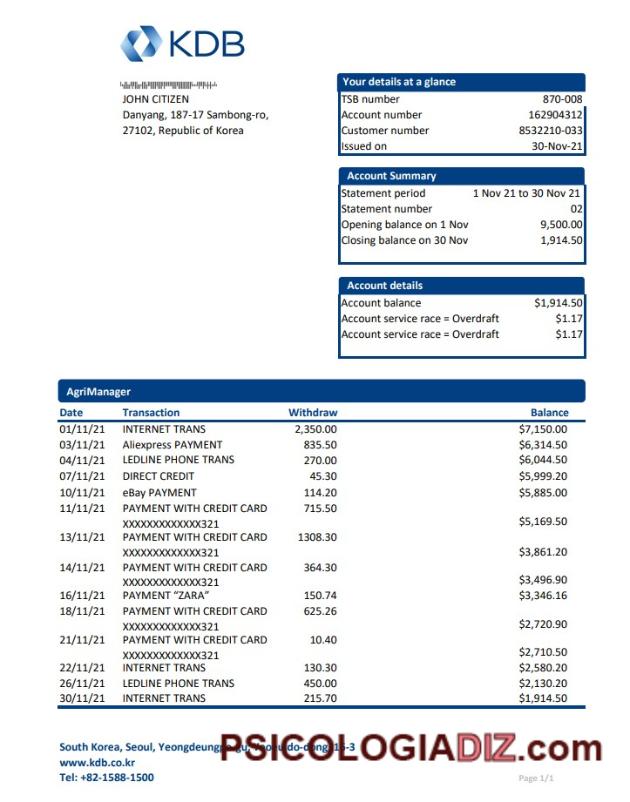 KDB
JOHN CITIZEN
Danyang, 187-17 Sambong-ro,
27102, Republic of Korea
Your details at a glance
TSB number 870-008
Account number 162904312
Customer number 8532210-033
Issued on 30-Nov-21
Account Summary
Statement period 1 Nov 21 to 30 Nov 21
Statement number 02
Opening balance on 1 Nov 9,500.00
Closing balance on 30 Nov 1,914.50
Account details
Account balance $1,914.50
Account service race = Overdraft $1.17
Account service race = Overdraft $1.17
AgriManager
Date Transaction Withdraw Balance
01/11/21 INTERNET TRANS 2,350.00 $7,150.00
03/11/21 Aliexpress PAYMENT 835.50 $6,314.50
04/11/21 LEDLINE PHONE TRANS 270.00 $6,044.50
07/11/21 DIRECT CREDIT 45.30 $5,999.20
10/11/21 eBay PAYMENT 114.20 $5,885.00
11/11/21 PAYMENT WITH CREDIT CARD 715.50
XXXXXXXXXXXXX321 $5,169.50
13/11/21 PAYMENT WITH CREDIT CARD 1308.30
XXXXXXXXXXXXX321 $3,861.20
14/11/21 PAYMENT WITH CREDIT CARD 364.30
XXXXXXXXXXXXX321 $3,496.90
16/11/21 PAYMENT “ZARA” 150.74 $3,346.16
18/11/21 PAYMENT WITH CREDIT CARD 625.26
XXXXXXXXXXXXX321 $2,720.90
21/11/21 PAYMENT WITH CREDIT CARD 10.40
XXXXXXXXXXXXX321 $2,710.50
22/11/21 INTERNET TRANS 130.30 $2,580.20
26/11/21 LEDLINE PHONE TRANS 450.00 $2,130.20
30/11/21 INTERNET TRANS 215.70 $1,914.50
South Korea, Seoul,
PSICOLOGIADIZ.com
www.kdb.co.kr
Tel: +82-1588-1500 Page 1/1